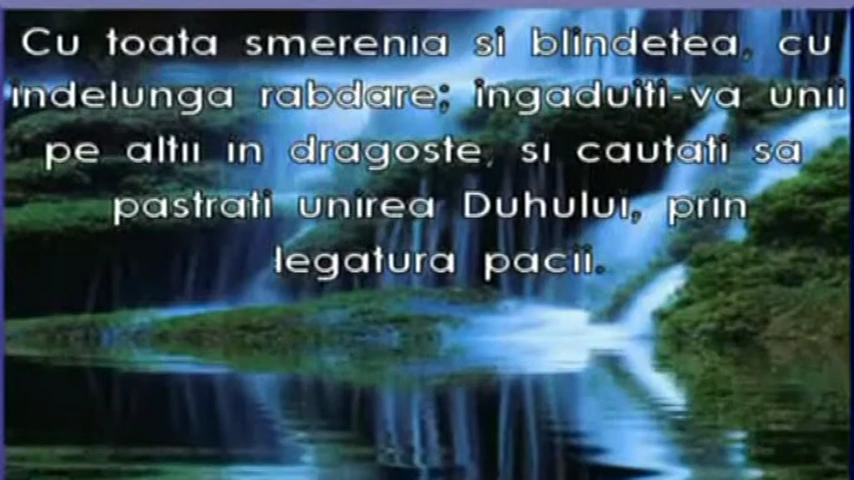 Cu toata smerenia si blindetea, cu
indelunga rabdare; ingaduiti-va unii
pe altii in dragoste, si cautati sa
pastrati unirea Duhului, prin
legatura pacii.